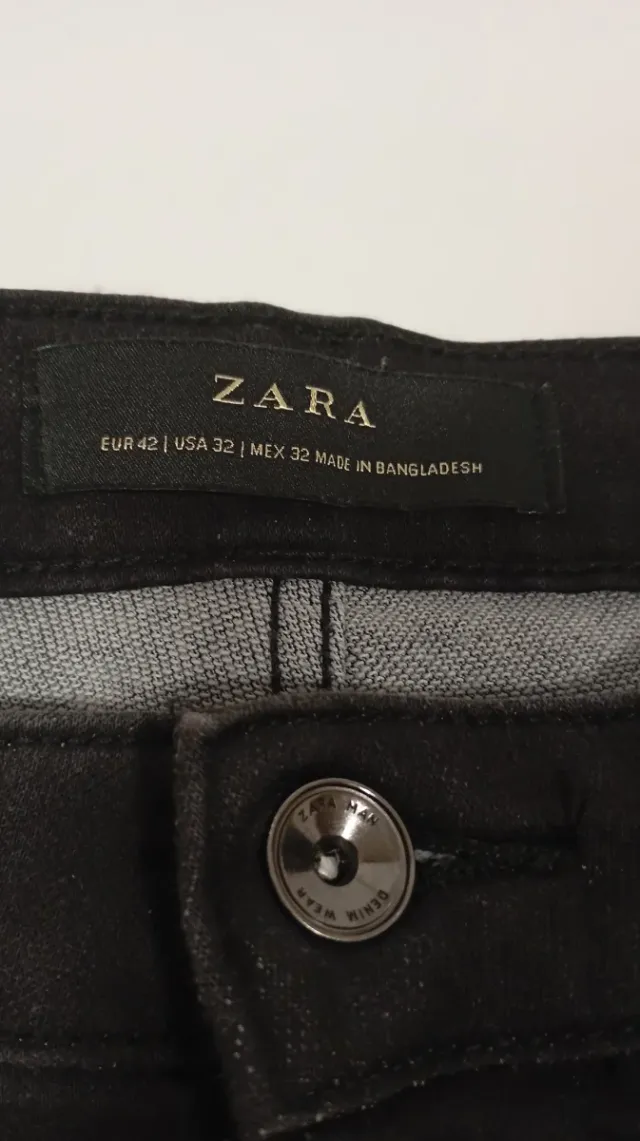 ZARA
EUR 42 | USA 32 | MEX 32 MADE IN BANGLADESH
ZARA MAN
DENIM WEAR